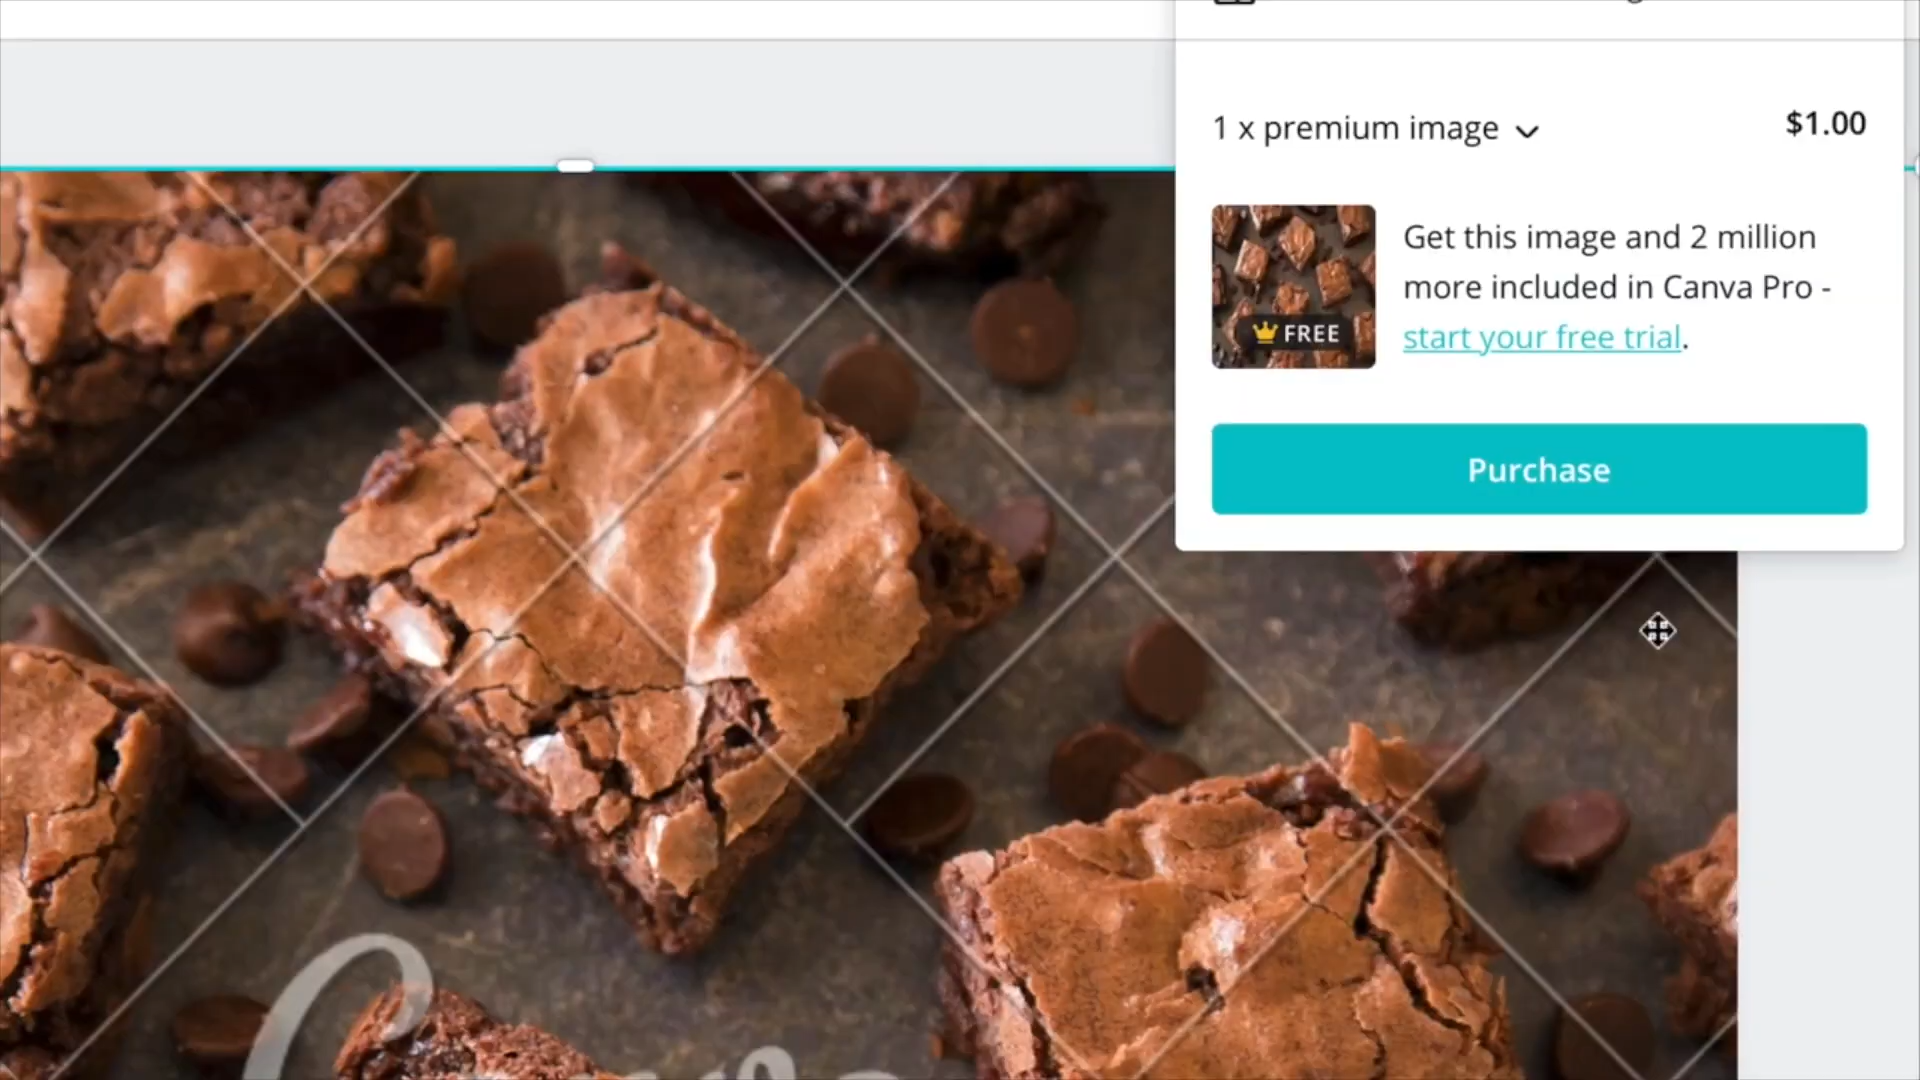 1 x premium image
$1.00
Get this image and 2 million
more included in Canva Pro -
start your free trial.
FREE
Purchase